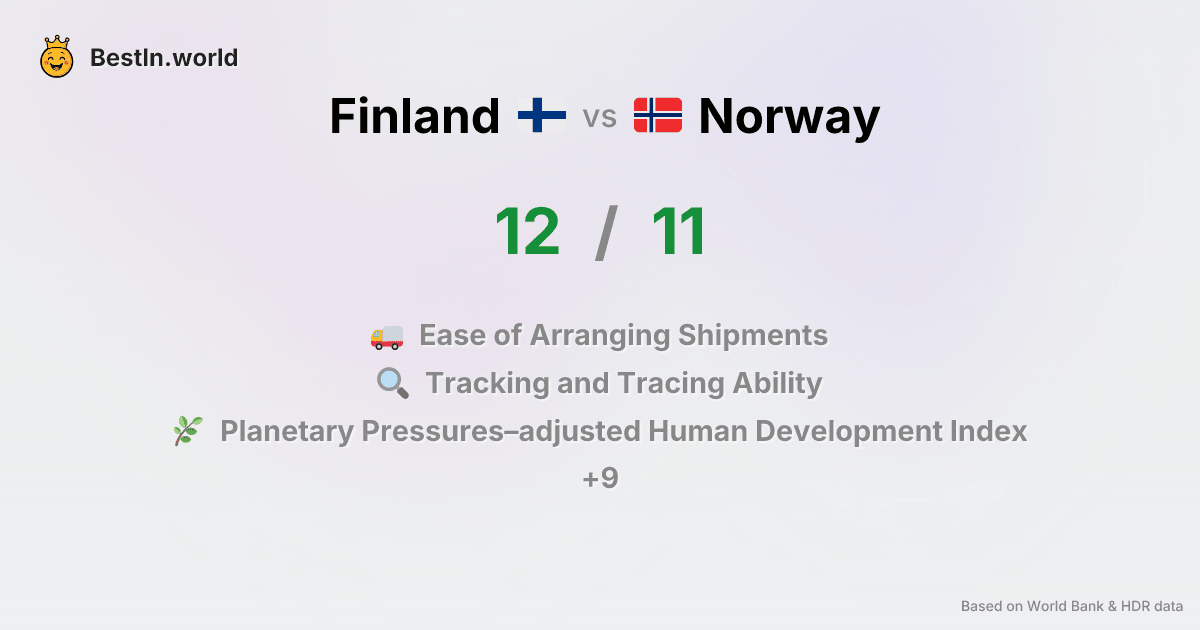 BestIn.world
Finland vs Norway
12 / 11
Ease of Arranging Shipments
Tracking and Tracing Ability
Planetary Pressures–adjusted Human Development Index
+9
Based on World Bank & HDR data